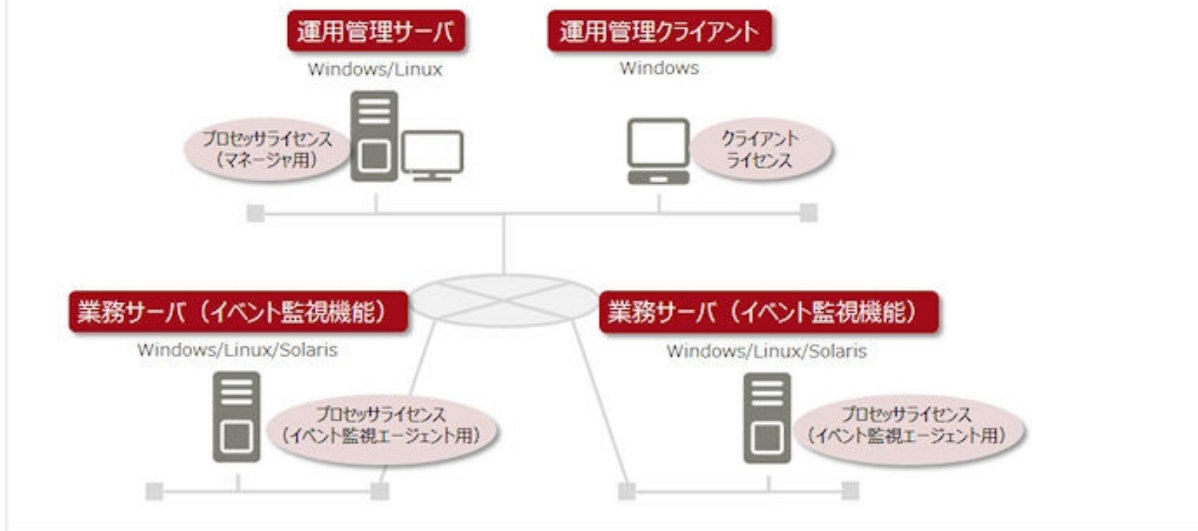 運用管理サーバ
運用管理クライアント
Windows/Linux
Windows
プロセッサライセンス
（マネージャ用）
クライアント
ライセンス
業務サーバ（イベント監視機能）
業務サーバ（イベント監視機能）
Windows/Linux/Solaris
Windows/Linux/Solaris
プロセッサライセンス
（イベント監視エージェント用）
プロセッサライセンス
（イベント監視エージェント用）